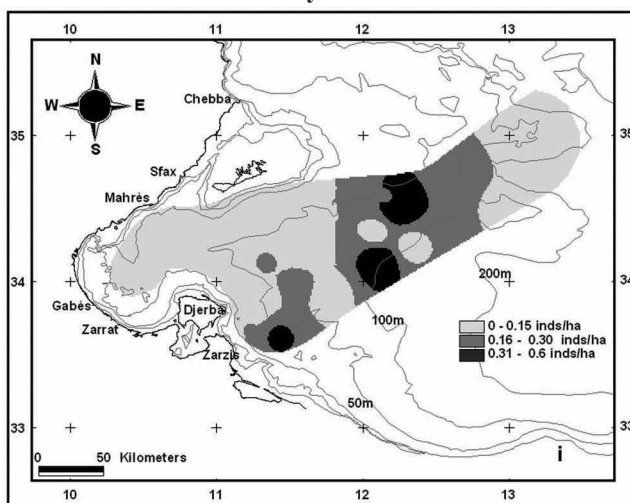 10 11 12 13
N
W E
S
Chebba
35 35
Sfax
Mahrès
34 34
200m
Gabès
Djerba
Zarrat
100m
0 - 0.15 inds/ha
0.16 - 0.30 inds/ha
0.31 - 0.6 inds/ha
Zarzis
50m
33 33
i
0 50 Kilometers
10 11 12 13